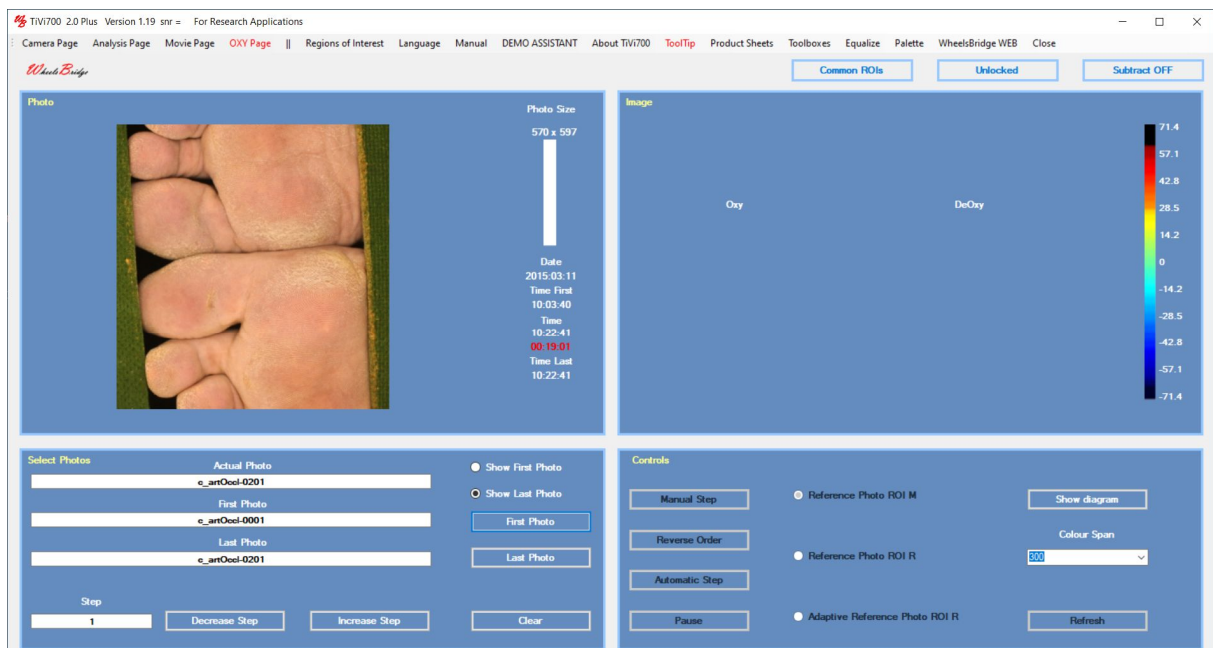 TiVi700 2.0 Plus Version 1.19 snr = For Research Applications
Camera Page Analysis Page Movie Page OXY Page || Regions of Interest Language Manual DEMO ASSISTANT About TiVi700 ToolTip Product Sheets Toolboxes Equalize Palette WheelsBridge WEB Close
WheelsBridge Common ROIs Unlocked Subtract OFF
Photo
Photo Size
570 x 597
Date
2015:03:11
Time First
10:03:40
Time
10:22:41
00:19:01
Time Last
10:22:41
Image
Oxy DeOxy
71.4
57.1
42.8
28.5
14.2
0
-14.2
-28.5
-42.8
-57.1
-71.4
Select Photos
Actual Photo
c_artOccl-0201
First Photo
c_artOccl-0001
Last Photo
c_artOccl-0201
Show First Photo
Show Last Photo
First Photo
Last Photo
Step
1 Decrease Step Increase Step Clear
Controls
Manual Step Reference Photo ROI M Show diagram
Reverse Order Colour Span
Reference Photo ROI R 300
Automatic Step
Pause Adaptive Reference Photo ROI R Refresh